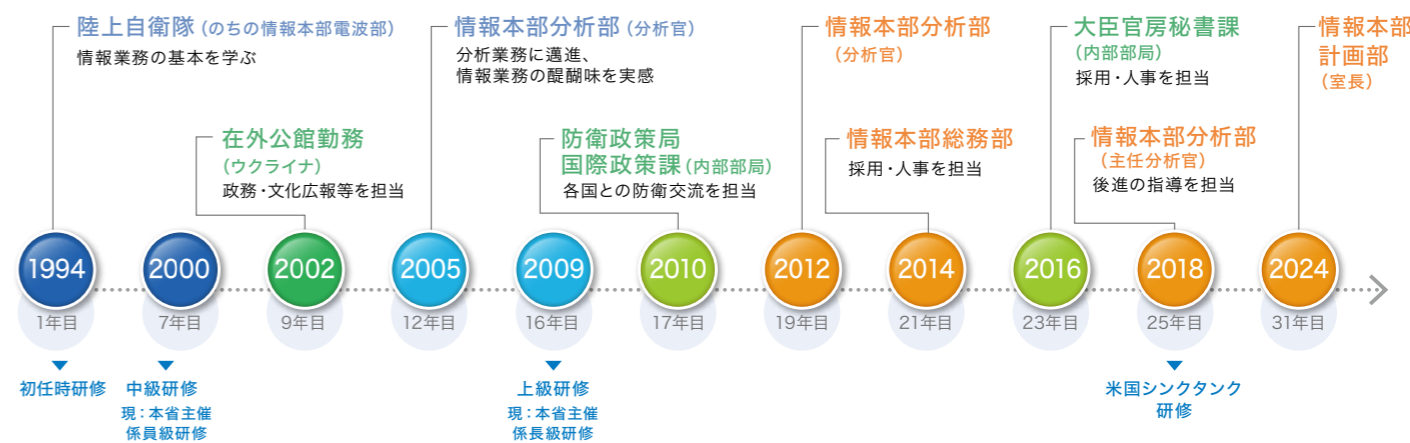 陸上自衛隊(のちの情報本部電波部)
情報業務の基本を学ぶ
情報本部分析部(分析官)
分析業務に邁進、
情報業務の醍醐味を実感
情報本部分析部
(分析官)
大臣官房秘書課
(内部部局)
採用・人事を担当
情報本部
計画部
(室長)
在外公館勤務
(ウクライナ)
政務・文化広報等を担当
防衛政策局
国際政策課(内部部局)
各国との防衛交流を担当
情報本部総務部
採用・人事を担当
情報本部分析部
(主任分析官)
後進の指導を担当
1994
2000
2002
2005
2009
2010
2012
2014
2016
2018
2024
1年目
7年目
9年目
12年目
16年目
17年目
19年目
21年目
23年目
25年目
31年目
初任時研修
中級研修
現:本省主催
係員級研修
上級研修
現:本省主催
係長級研修
米国シンクタンク
研修